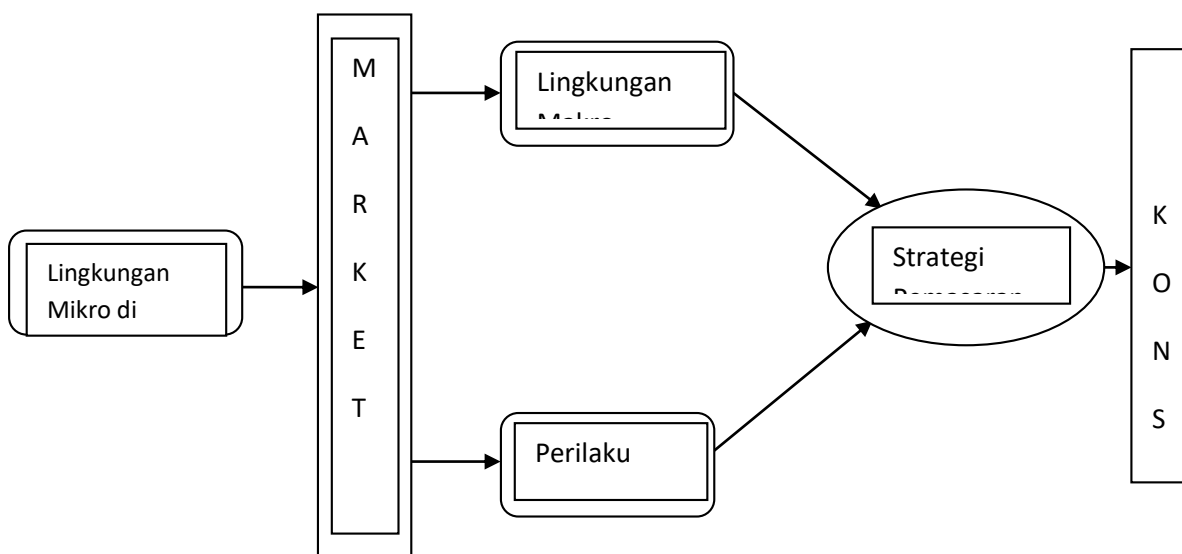 Lingkungan
Mikro di
M
A
R
K
E
T
Lingkungan
Perilaku
Strategi
K
O
N
S